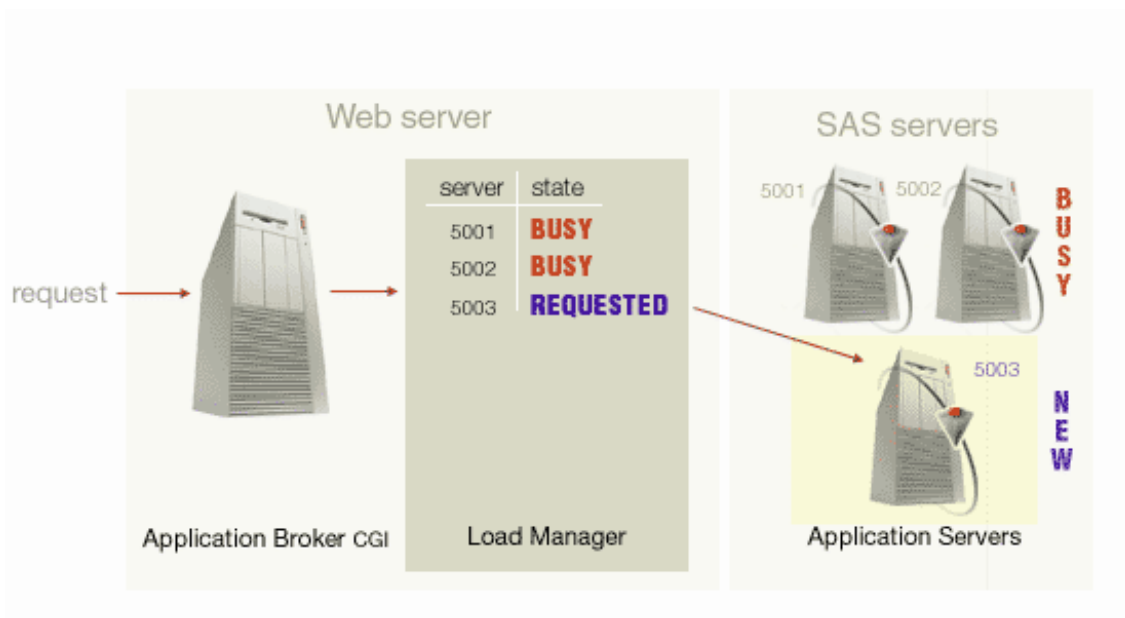 Web server
SAS servers
server state
5001 BUSY
5002 BUSY
5003 REQUESTED
request
5001
5002
BUSY
5003
NEW
Application Broker CGI
Load Manager
Application Servers